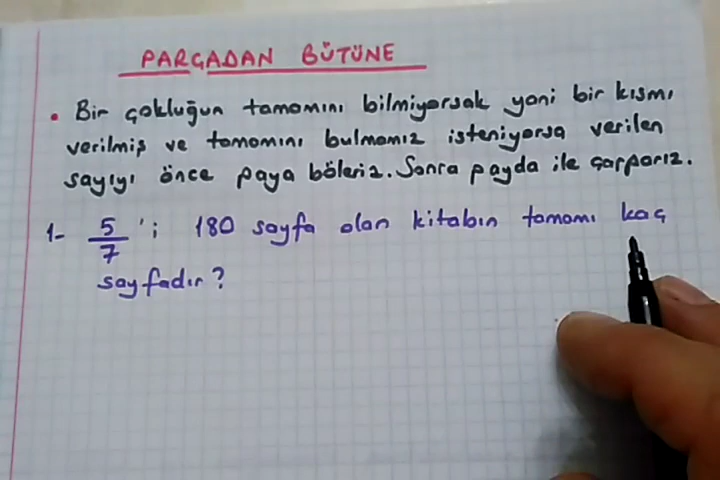 PARÇADAN BÜTÜNE
• Bir çokluğun tamamını bilmiyorsak yani bir kısmı
verilmiş ve tamamını bulmamız isteniyorsa verilen
sayıyı önce paya böleriz. Sonra payda ile çarparız.
1- 5/7 'i 180 sayfa olan kitabın tamamı kaç
sayfadır?